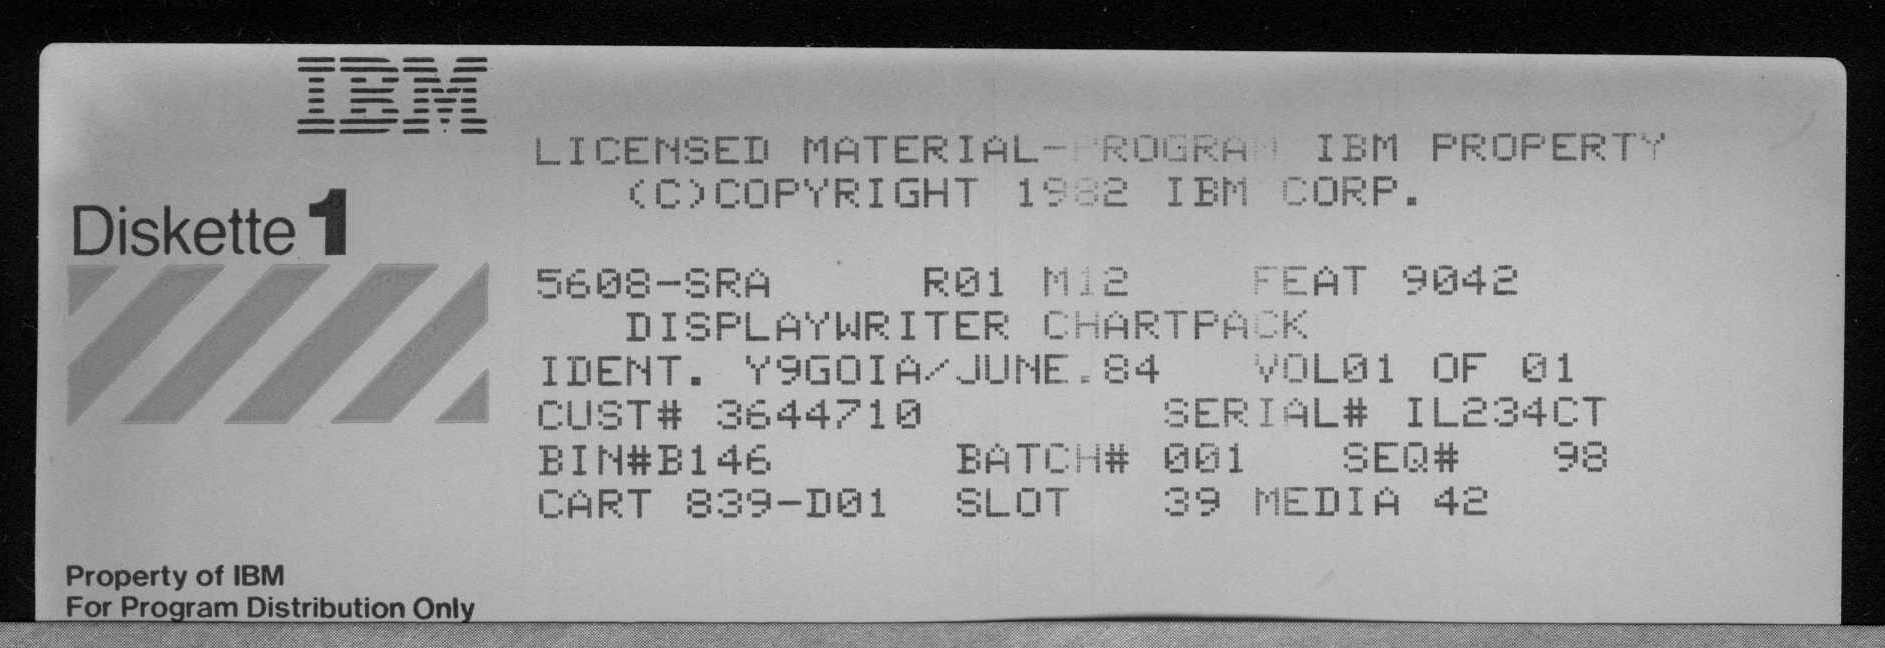 IBM
Diskette 1
LICENSED MATERIAL-PROGRAM IBM PROPERTY
(C)COPYRIGHT 1982 IBM CORP.
5608-SRA R01 M12 FEAT 9042
DISPLAYWRITER CHARTPACK
IDENT. Y9GOIA/JUNE.84 VOL01 OF 01
CUST# 3644710 SERIAL# IL234CT
BIN#B146 BATCH# 001 SEQ# 98
CART 839-D01 SLOT 39 MEDIA 42
Property of IBM
For Program Distribution Only